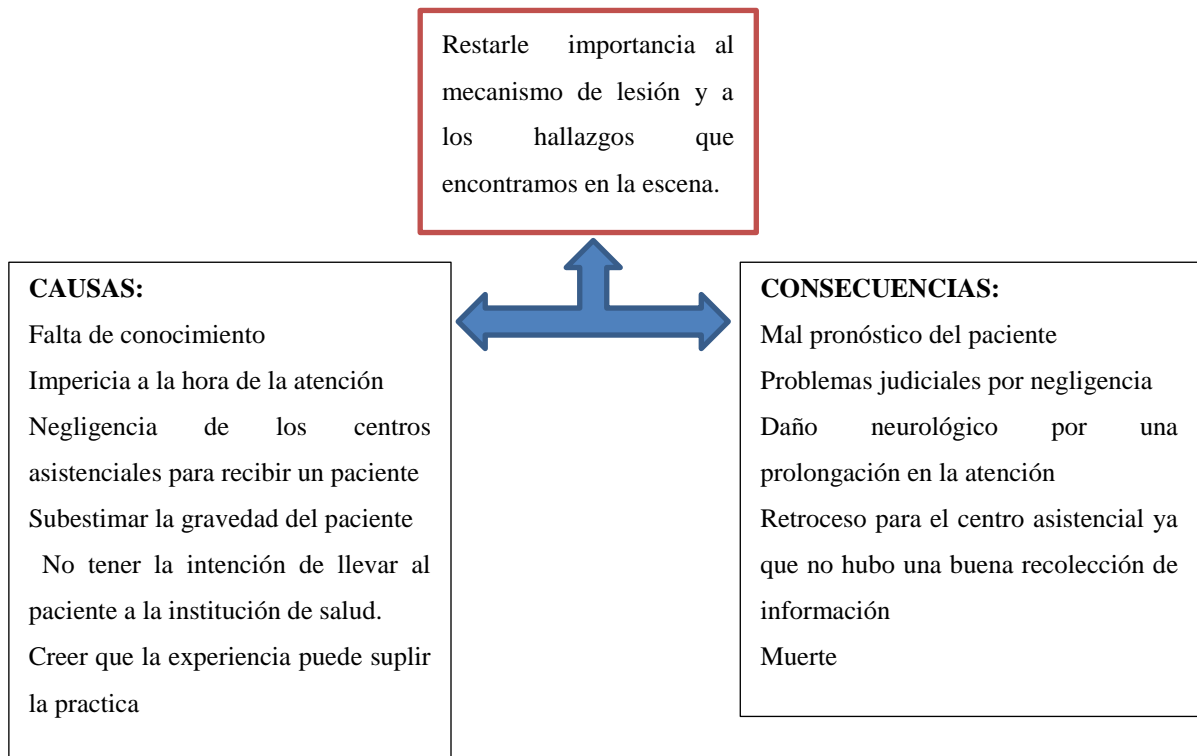 Restarle importancia al
mecanismo de lesión y a
los hallazgos que
encontramos en la escena.
CAUSAS:
Falta de conocimiento
Impericia a la hora de la atención
Negligencia de los centros
asistenciales para recibir un paciente
Subestimar la gravedad del paciente
No tener la intención de llevar al
paciente a la institución de salud.
Creer que la experiencia puede suplir
la practica
CONSECUENCIAS:
Mal pronóstico del paciente
Problemas judiciales por negligencia
Daño neurológico por una
prolongación en la atención
Retroceso para el centro asistencial ya
que no hubo una buena recolección de
información
Muerte